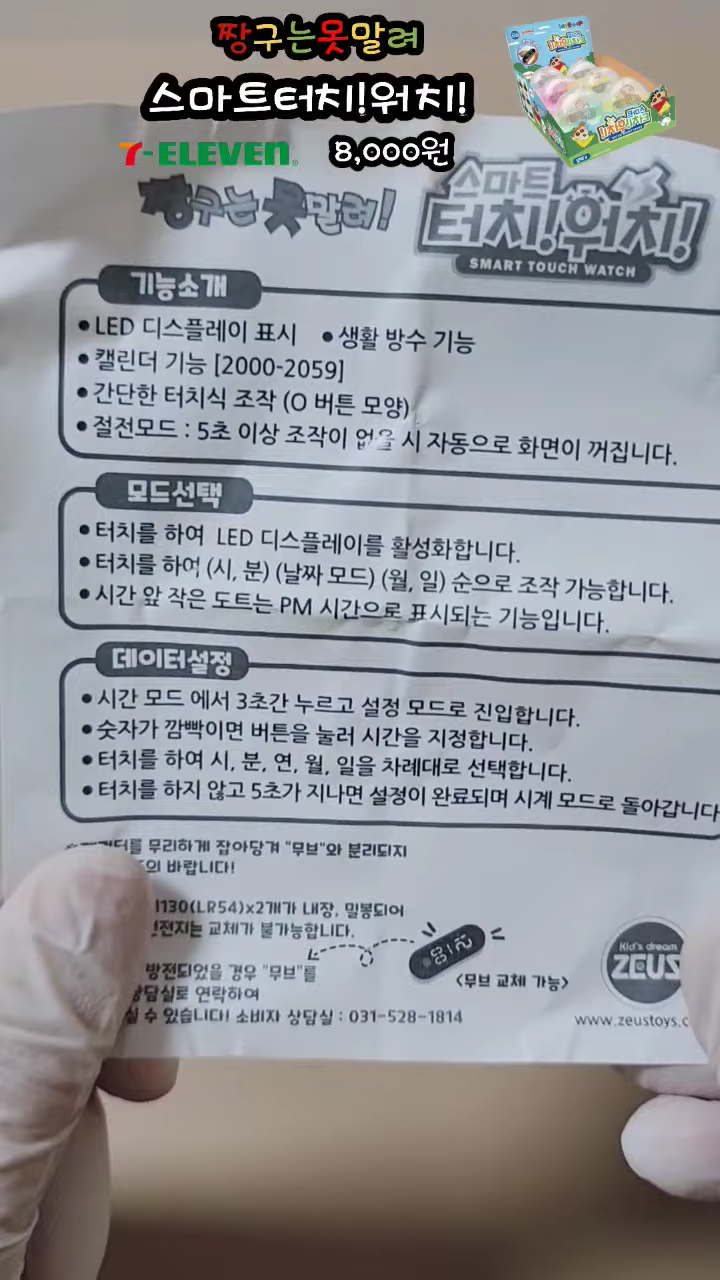 짱구는못말려
스마트터치!워치!
7-ELEVEN 8,000원
짱구는 못말려!
스마트 터치!워치!
SMART TOUCH WATCH
기능소개
• LED 디스플레이 표시 • 생활 방수 기능
• 캘린더 기능 [2000-2059]
• 간단한 터치식 조작 (O 버튼 모양)
• 절전모드 : 5초 이상 조작이 없을 시 자동으로 화면이 꺼집니다.
모드선택
• 터치를 하여 LED 디스플레이를 활성화합니다.
• 터치를 하여 (시, 분) (날짜 모드) (월, 일) 순으로 조작 가능합니다.
• 시간 앞 작은 도트는 PM 시간으로 표시되는 기능입니다.
데이터설정
• 시간 모드 에서 3초간 누르고 설정 모드로 진입합니다.
• 숫자가 깜빡이면 버튼을 눌러 시간을 지정합니다.
• 터치를 하여 시, 분, 연, 월, 일을 차례대로 선택합니다.
• 터치를 하지 않고 5초가 지나면 설정이 완료되며 시계 모드로 돌아갑니다
무리하게 잡아당겨 "무브"와 분리되지
바랍니다!
1130(LR54)x2개가 내장, 밀봉되어
교체가 불가능합니다.
방전되었을 경우 "무브"를
연락하여
수 있습니다! 소비자 상담실 : 031-528-1814
<무브 교체 가능>
Kid's dream
ZEUS
www.zeustoys.c